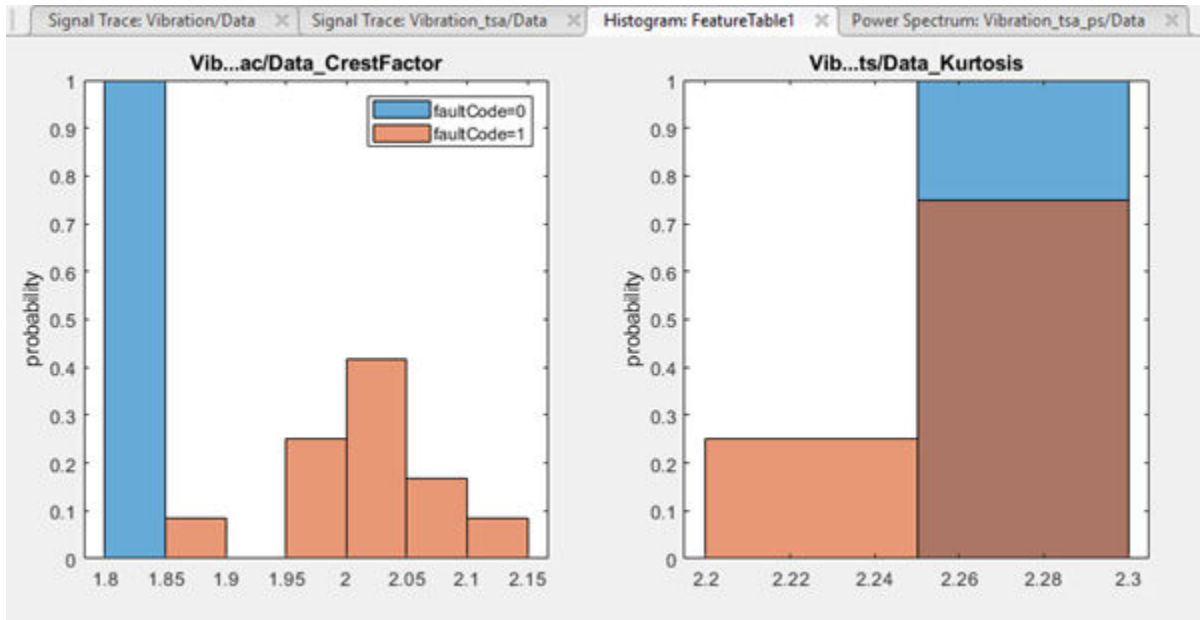 Signal Trace: Vibration/Data
Signal Trace: Vibration_tsa/Data
Histogram: FeatureTable1
Power Spectrum: Vibration_tsa_ps/Data
Vib...ac/Data_CrestFactor
1
0.9
0.8
0.7
0.6
0.5
0.4
0.3
0.2
0.1
0
probability
faultCode=0
faultCode=1
1.8 1.85 1.9 1.95 2 2.05 2.1 2.15
Vib...ts/Data_Kurtosis
1
0.9
0.8
0.7
0.6
0.5
0.4
0.3
0.2
0.1
0
probability
2.2 2.22 2.24 2.26 2.28 2.3